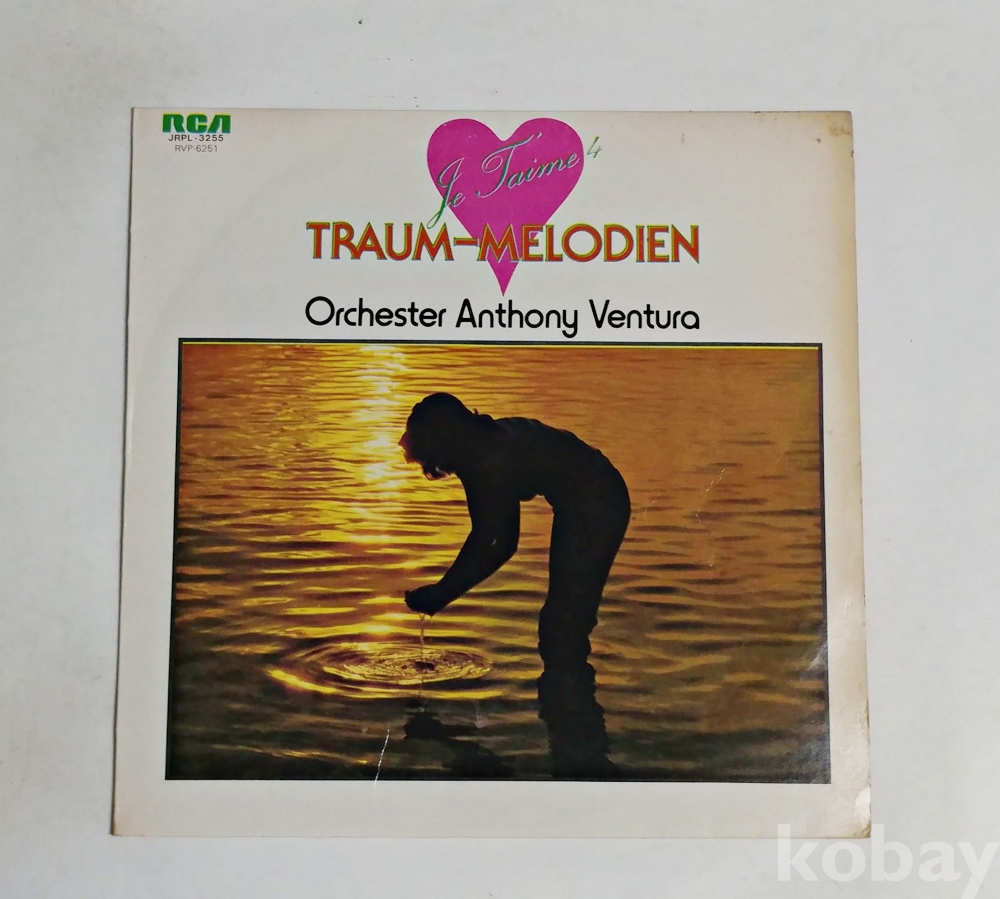 RCA
JRPL-3255
RVP-6251
Je T'aime 4
TRAUM-MELODIEN
Orchester Anthony Ventura
kobay